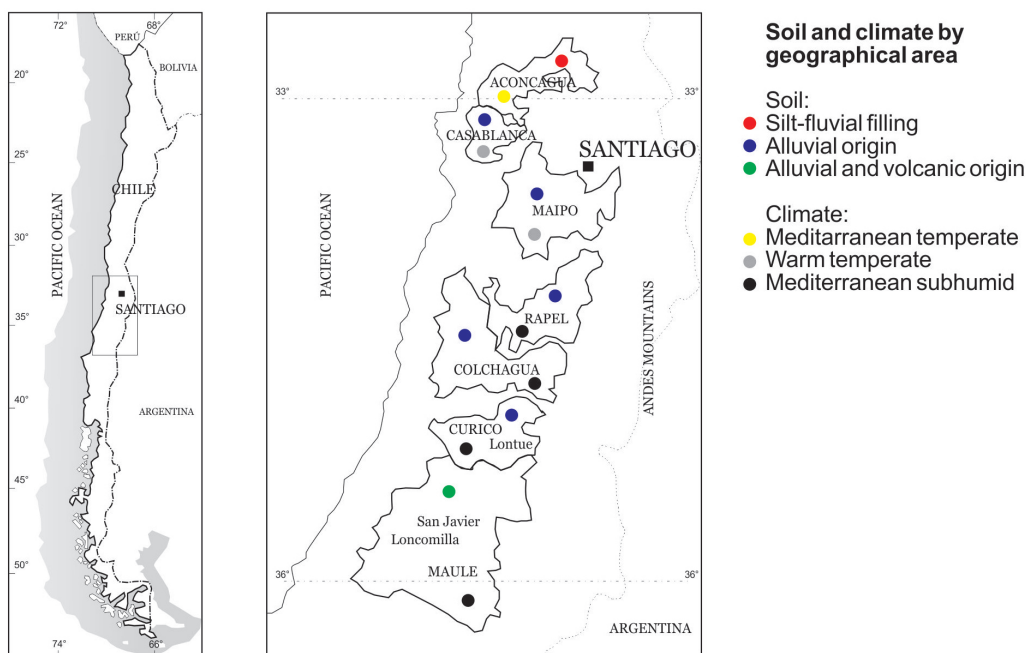 72°
68°
PERÚ
BOLIVIA
20°
25°
CHILE
PACIFIC OCEAN
30°
SANTIAGO
35°
40°
ARGENTINA
45°
50°
74°
66°
ACONCAGUA
33°
33°
CASABLANCA
SANTIAGO
MAIPO
PACIFIC OCEAN
RAPEL
ANDES MOUNTAINS
COLCHAGUA
CURICO
Lontue
San Javier
Loncomilla
MAULE
36°
36°
ARGENTINA
Soil and climate by
geographical area
Soil:
Silt-fluvial filling
Alluvial origin
Alluvial and volcanic origin
Climate:
Meditarranean temperate
Warm temperate
Mediterranean subhumid